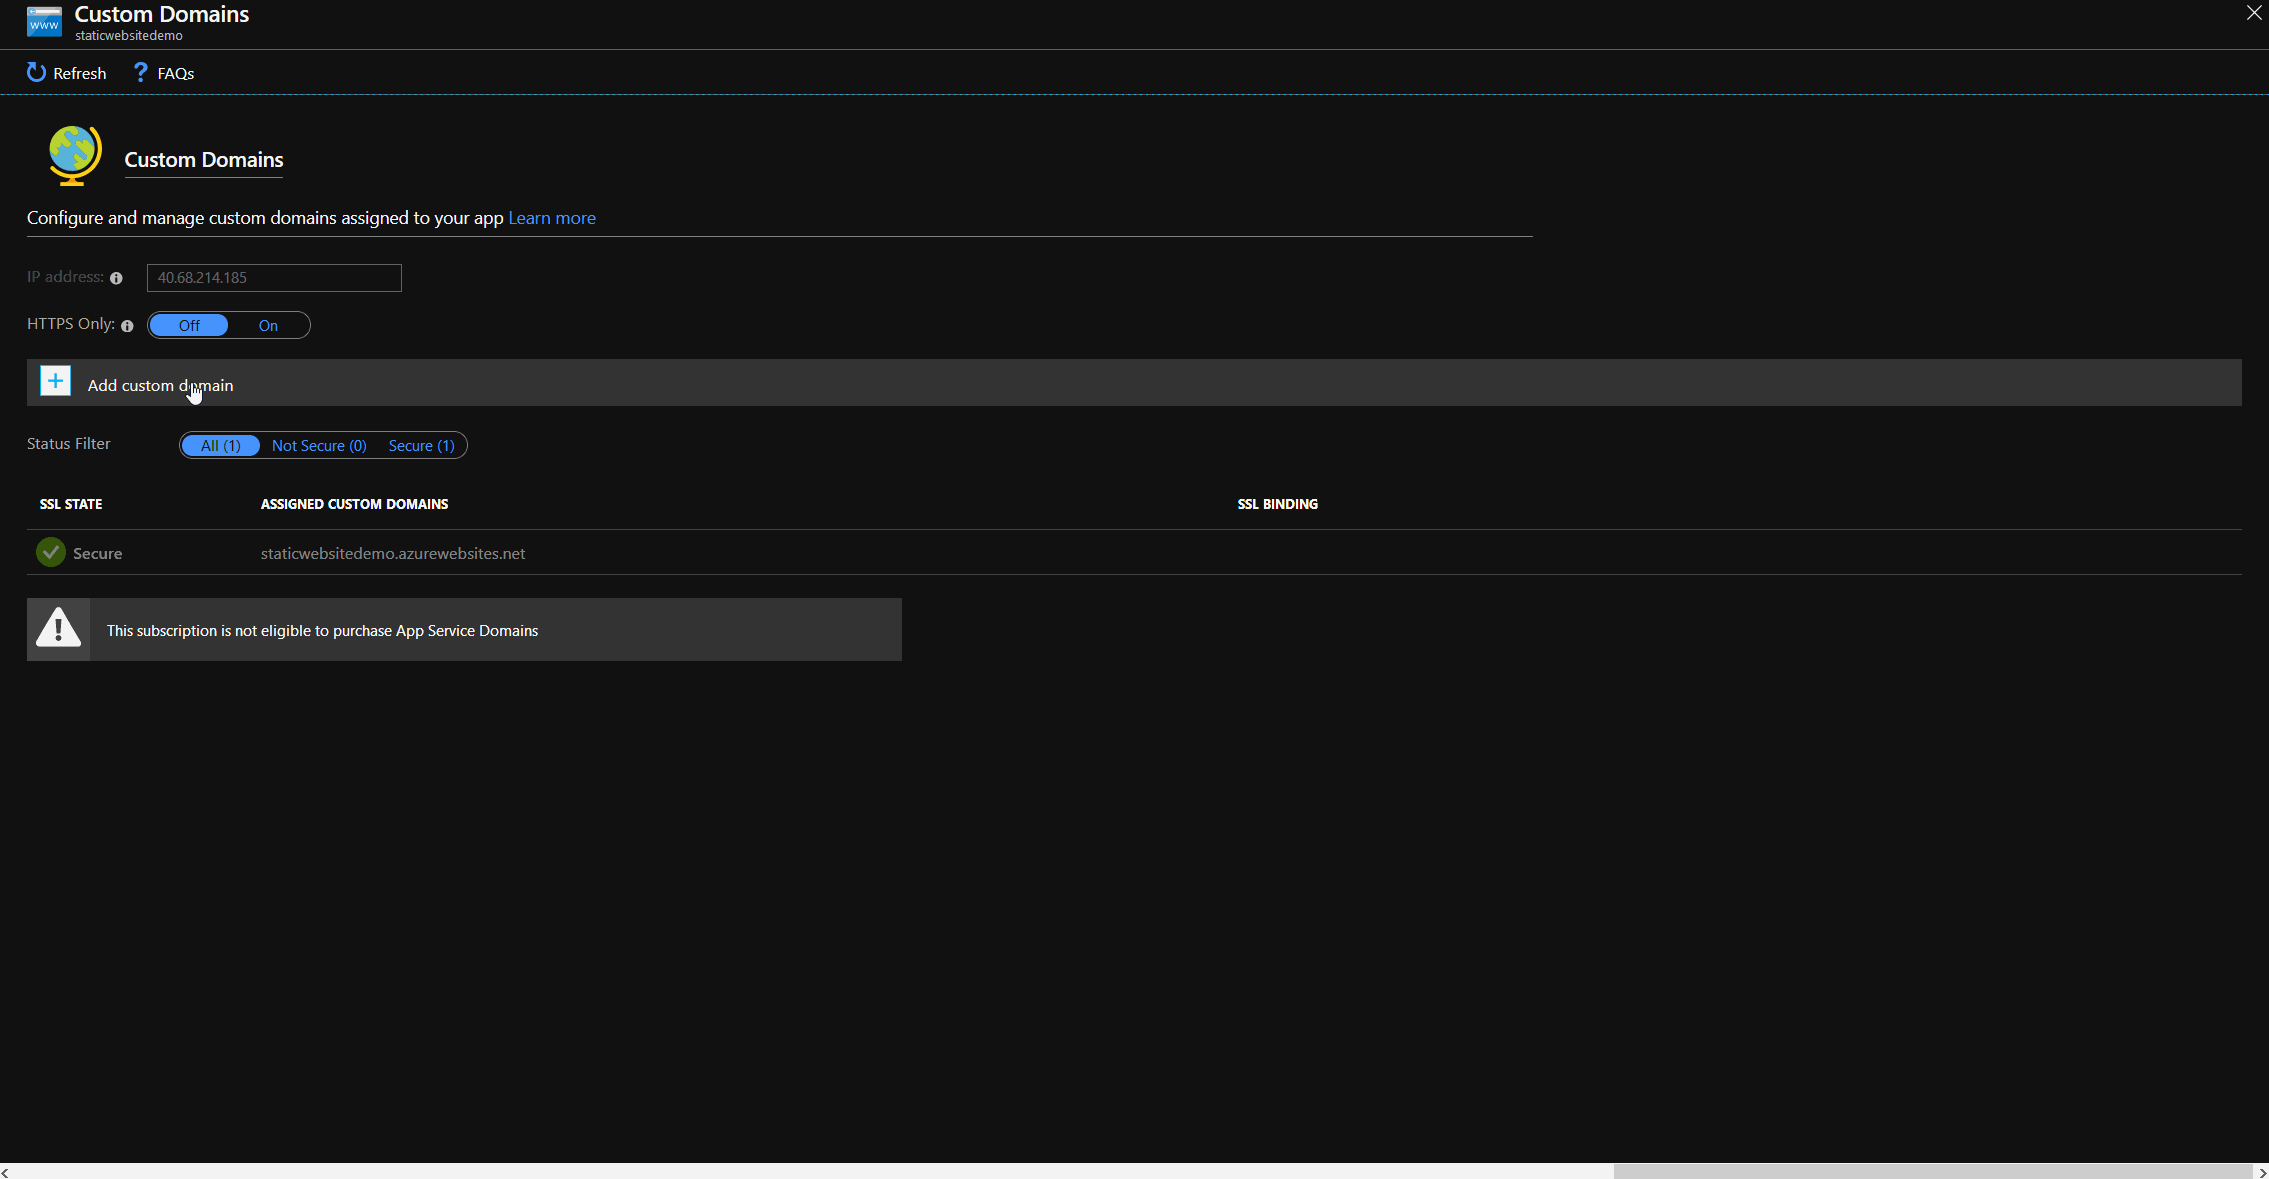 www
Custom Domains
staticwebsitedemo
Refresh ? FAQs
Custom Domains
Configure and manage custom domains assigned to your app Learn more
IP address: 40.68.214.185
HTTPS Only: Off On
Add custom domain
Status Filter All (1) Not Secure (0) Secure (1)
SSL STATE ASSIGNED CUSTOM DOMAINS SSL BINDING
Secure staticwebsitedemo.azurewebsites.net
This subscription is not eligible to purchase App Service Domains